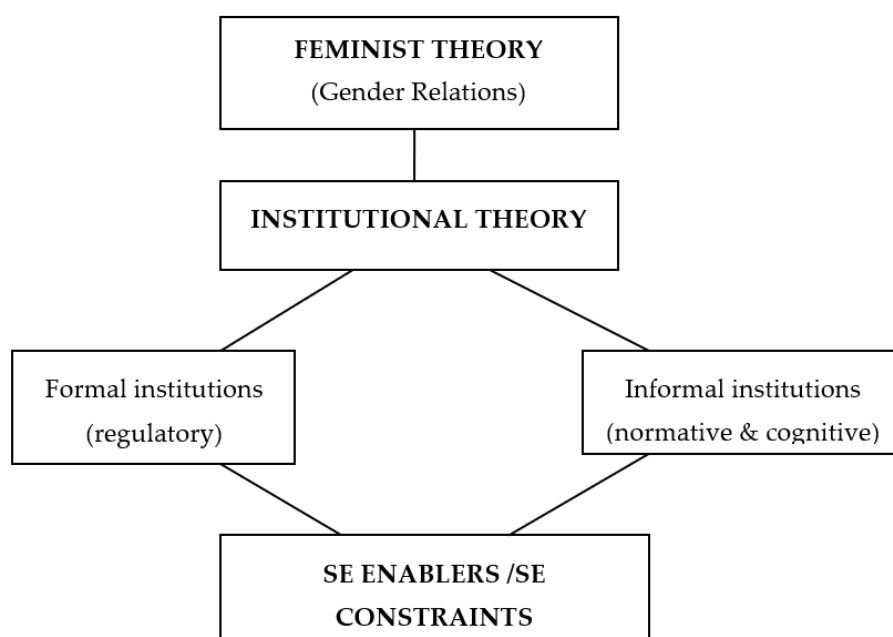 FEMINIST THEORY
(Gender Relations)
INSTITUTIONAL THEORY
Formal institutions
(regulatory)
Informal institutions
(normative & cognitive)
SE ENABLERS /SE
CONSTRAINTS